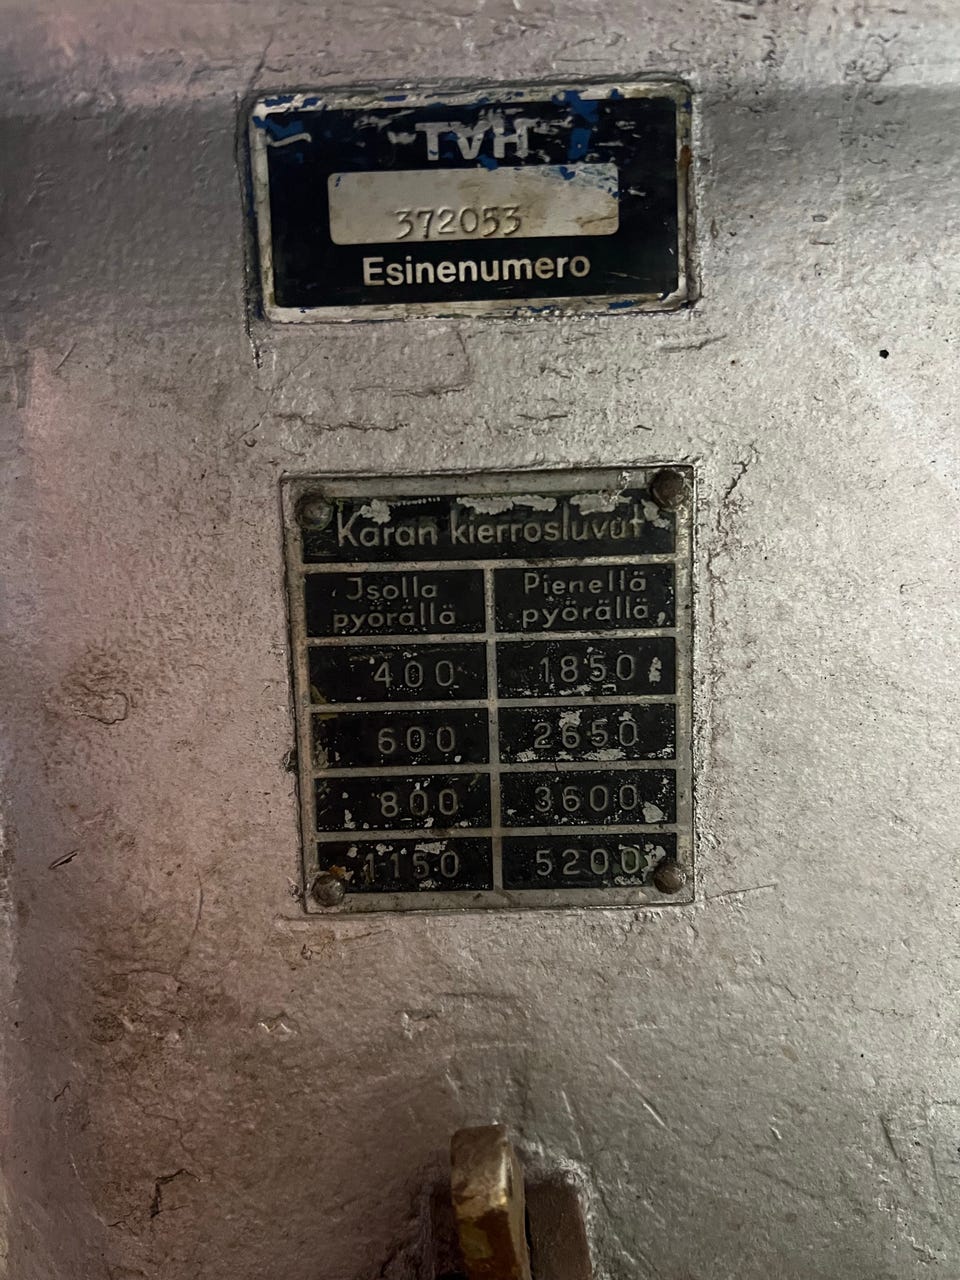 TVH
372053
Esinenumero
Karan kierrosluvut
Isolla pyörällä
Pienellä pyörällä
400 1850
600 2650
800 3600
1150 5200